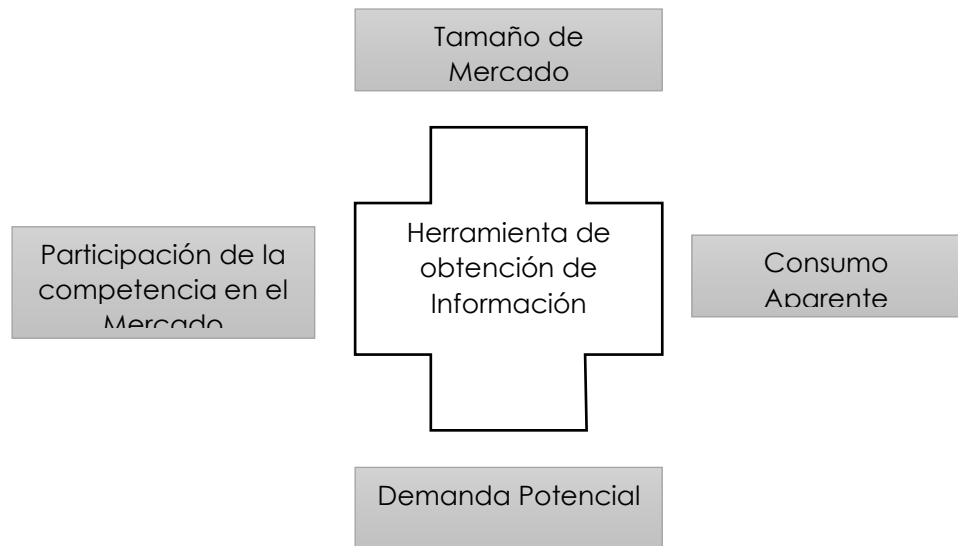 Tamaño de
Mercado
Herramienta de
obtención de
Información
Participación de la
competencia en el
Mercado
Consumo
Aparente
Demanda Potencial